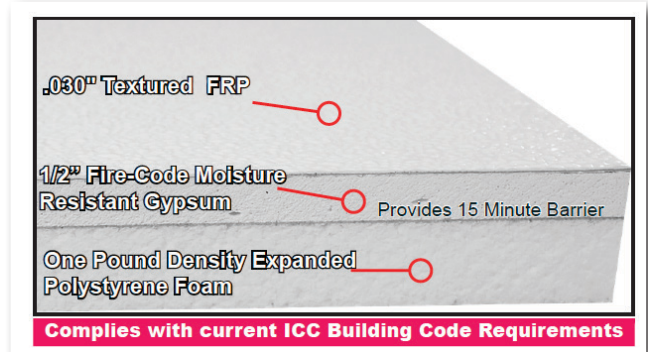 .030" Textured FRP
1/2” Fire-Code Moisture
Resistant Gypsum
Provides 15 Minute Barrier
One Pound Density Expanded
Polystyrene Foam
Complies with current ICC Building Code Requirements